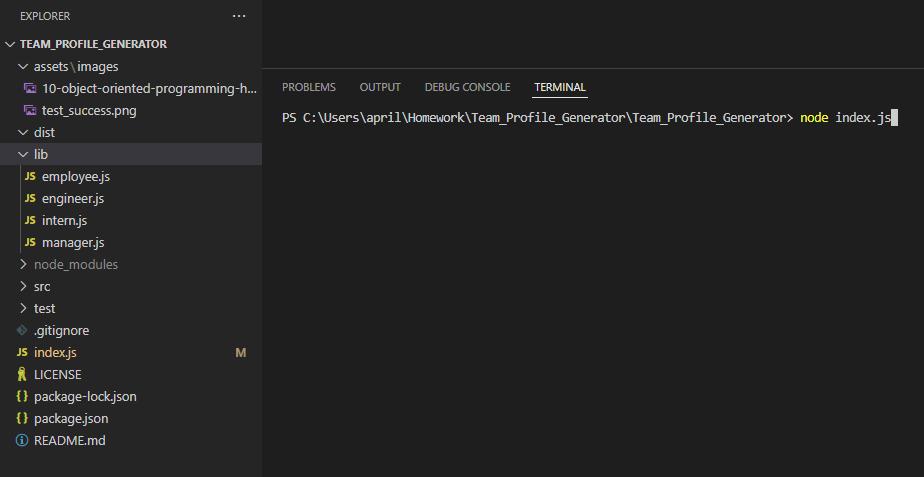 EXPLORER ...
TEAM_PROFILE_GENERATOR
assets\images
10-object-oriented-programming-h...
test_success.png
dist
lib
JS employee.js
JS engineer.js
JS intern.js
JS manager.js
node_modules
src
test
.gitignore
JS index.js M
LICENSE
{} package-lock.json
{} package.json
README.md
PROBLEMS OUTPUT DEBUG CONSOLE TERMINAL
PS C:\Users\april\Homework\Team_Profile_Generator\Team_Profile_Generator> node index.js